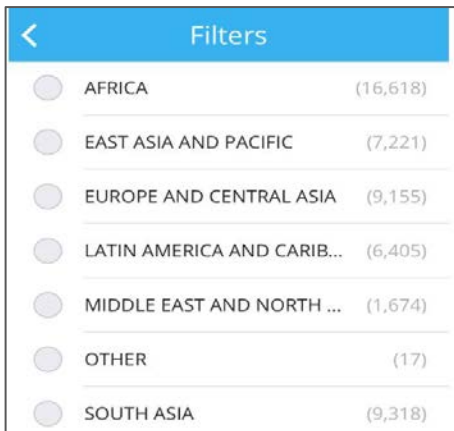 Filters
AFRICA (16,618)
EAST ASIA AND PACIFIC (7,221)
EUROPE AND CENTRAL ASIA (9,155)
LATIN AMERICA AND CARIB... (6,405)
MIDDLE EAST AND NORTH ... (1,674)
OTHER (17)
SOUTH ASIA (9,318)